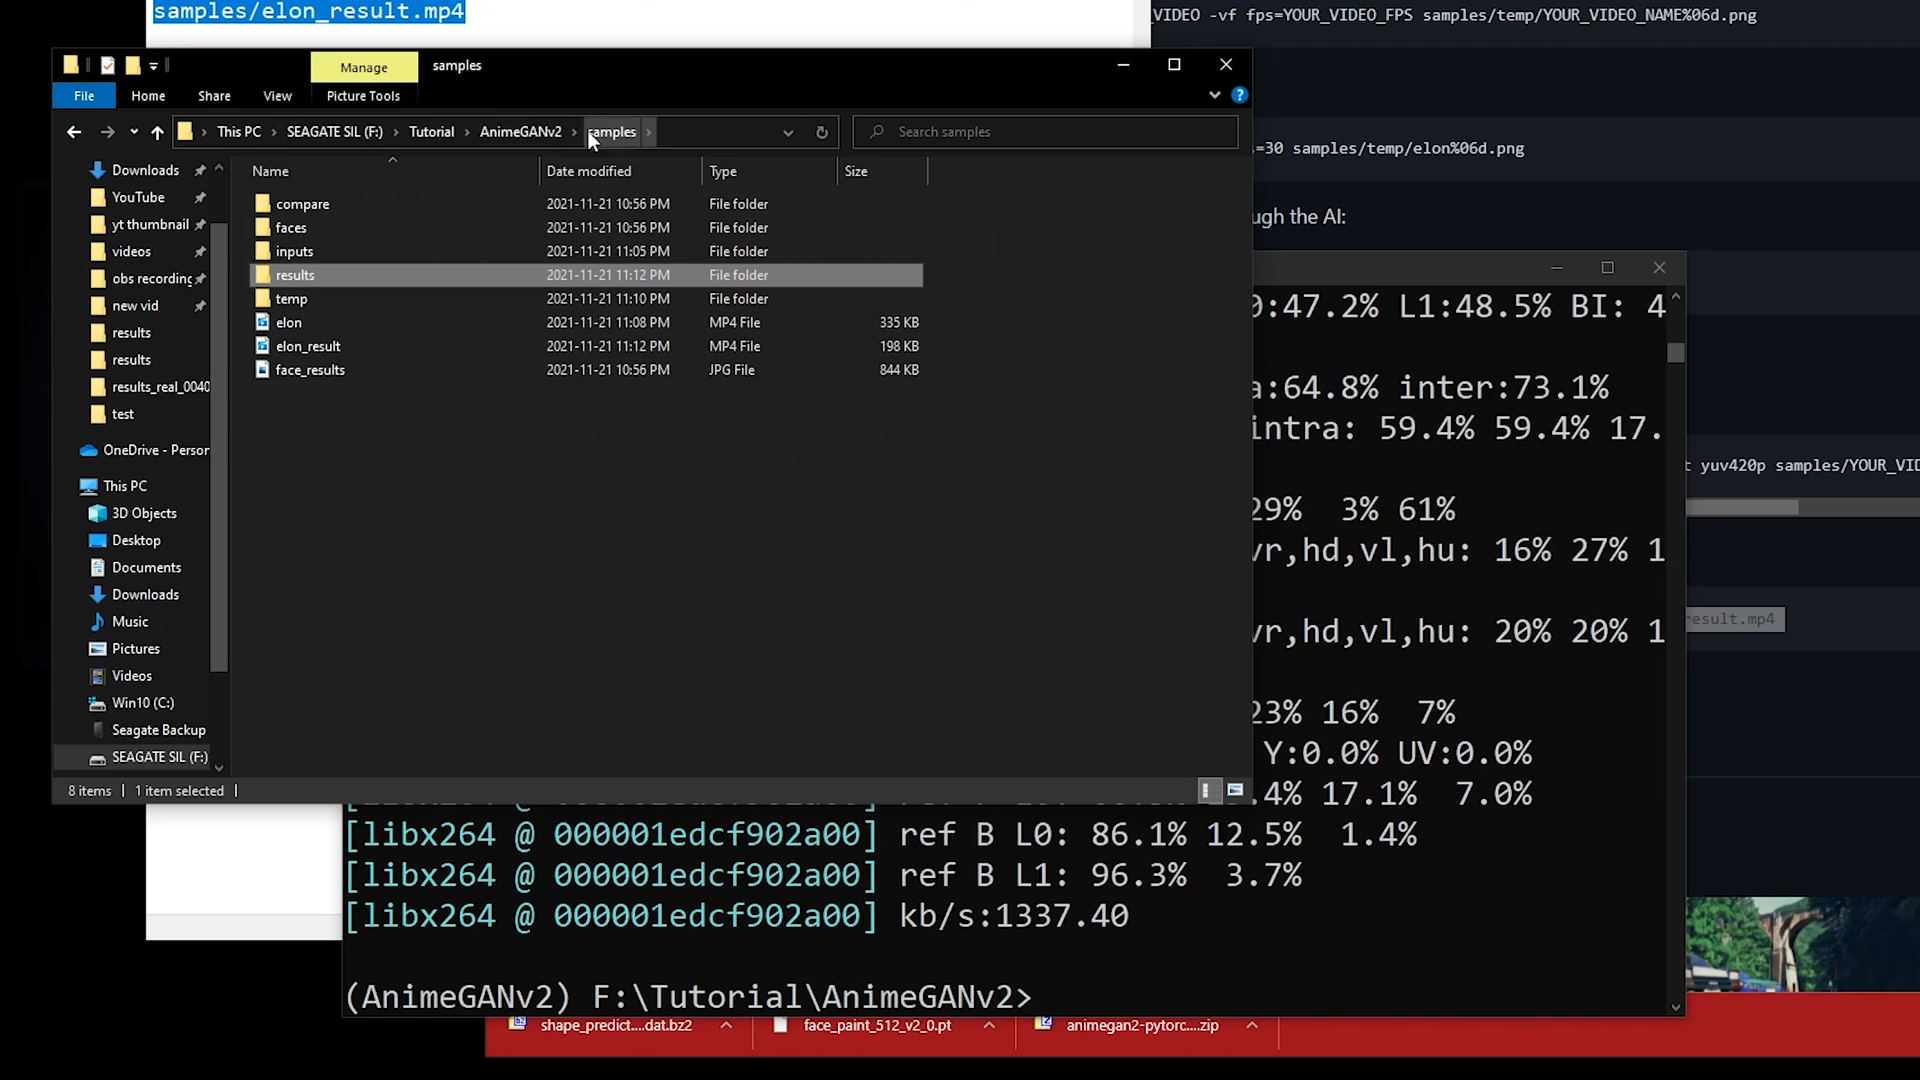 samples/elon_result.mp4
_VIDEO -vf fps=YOUR_VIDEO_FPS samples/temp/YOUR_VIDEO_NAME%06d.png
Manage
samples
File
Home
Share
View
Picture Tools
This PC
SEAGATE SIL (F:)
Tutorial
AnimeGANv2
samples
Search samples
=30 samples/temp/elon%06d.png
Name
Date modified
Type
Size
compare 2021-11-21 10:56 PM File folder
faces 2021-11-21 10:56 PM File folder
inputs 2021-11-21 11:05 PM File folder
results 2021-11-21 11:12 PM File folder
temp 2021-11-21 11:10 PM File folder
elon 2021-11-21 11:08 PM MP4 File 335 KB
elon_result 2021-11-21 11:12 PM MP4 File 198 KB
face_results 2021-11-21 10:56 PM JPG File 844 KB
Downloads
YouTube
yt thumbnail
videos
obs recording
new vid
results
results
results_real_0040
test
OneDrive - Person
This PC
3D Objects
Desktop
Documents
Downloads
Music
Pictures
Videos
Win10 (C:)
Seagate Backup
SEAGATE SIL (F:)
8 items
1 item selected
ugh the AI:
0:47.2% L1:48.5% BI: 4
a:64.8% inter:73.1%
intra: 59.4% 59.4% 17.
t yuv420p samples/YOUR_VID
29% 3% 61%
vr,hd,vl,hu: 16% 27% 1
vr,hd,vl,hu: 20% 20% 1
result.mp4
23% 16% 7%
Y:0.0% UV:0.0%
.4% 17.1% 7.0%
[libx264 @ 000001edcf902a00] ref B L0: 86.1% 12.5% 1.4%
[libx264 @ 000001edcf902a00] ref B L1: 96.3% 3.7%
[libx264 @ 000001edcf902a00] kb/s:1337.40
(AnimeGANv2) F:\Tutorial\AnimeGANv2>
shape_predict....dat.bz2
face_paint_512_v2_0.pt
animegan2-pytorc....zip